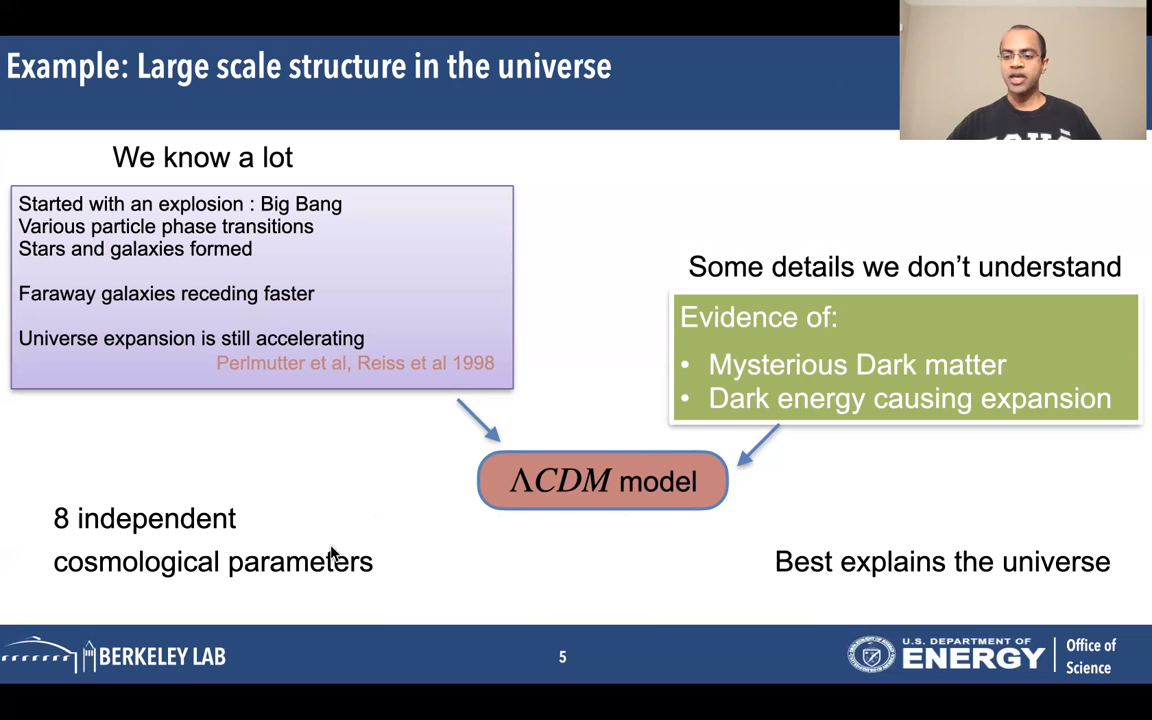 Example: Large scale structure in the universe
We know a lot
Started with an explosion : Big Bang
Various particle phase transitions
Stars and galaxies formed
Faraway galaxies receding faster
Universe expansion is still accelerating
Perlmutter et al, Reiss et al 1998
Some details we don’t understand
Evidence of:
• Mysterious Dark matter
• Dark energy causing expansion
ΛCDM model
8 independent
cosmological parameters
Best explains the universe
BERKELEY LAB
5
U.S. DEPARTMENT OF
ENERGY
Office of
Science